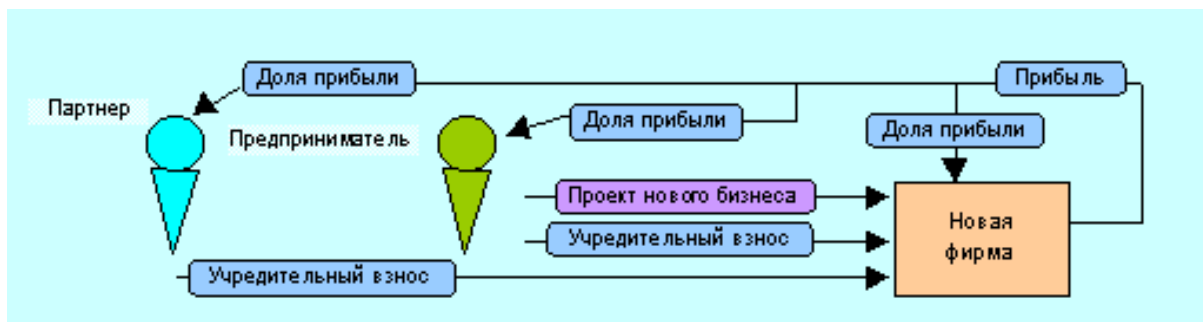 Доля прибыли
Прибыль
Партнер
Доля прибыли
Доля прибыли
Предприниматель
Проект нового бизнеса
Новая
фирма
Учредительный взнос
Учредительный взнос